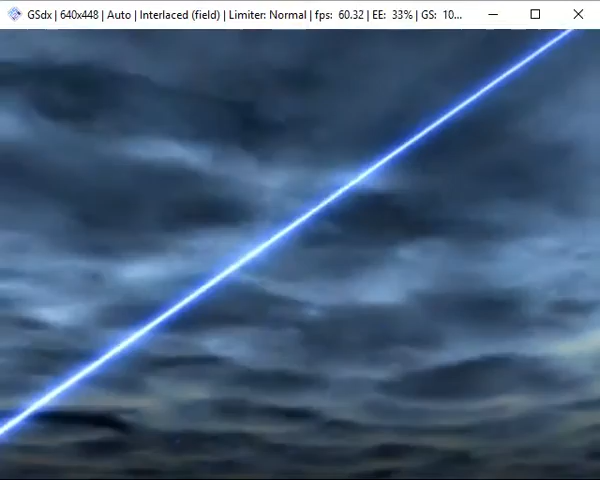 GSdx | 640x448 | Auto | Interlaced (field) | Limiter: Normal | fps: 60.32 | EE: 33% | GS: 10...